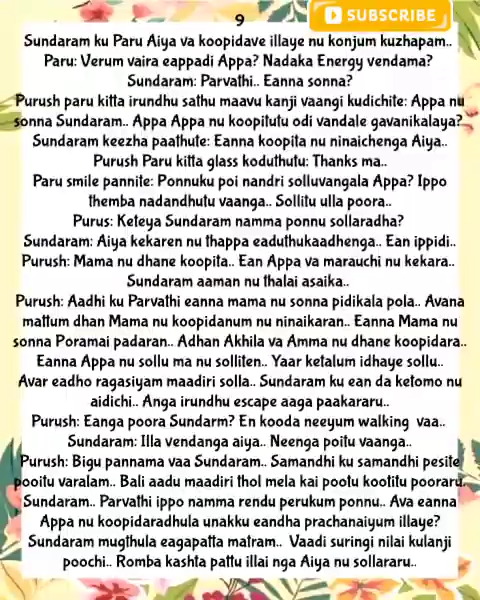 9
SUBSCRIBE
Sundaram ku Paru Aiya va koopidave illaye nu konjum kuzhapam..
Paru: Verum vaira eappadi Appa? Nadaka Energy vendama?
Sundaram: Parvathi.. Eanna sonna?
Purush paru kitta irundhu sathu maavu kanji vaangi kudichite: Appa nu
sonna Sundaram.. Appa Appa nu koopitutu odi vandale gavanikalaya?
Sundaram keezha paathute: Eanna koopita nu ninaichenga Aiya..
Purush Paru kitta glass koduthutu: Thanks ma..
Paru smile pannite: Ponnuku poi nandri solluvangala Appa? Ippo
themba nadandhutu vaanga.. Sollitu ulla poora..
Purus: Keteya Sundaram namma ponnu sollaradha?
Sundaram: Aiya kekaren nu thappa eaduthukaadhenga.. Ean ippidi..
Purush: Mama nu dhane koopita.. Ean Appa va marauchi nu kekara..
Sundaram aaman nu thalai asaika..
Purush: Aadhi ku Parvathi eanna mama nu sonna pidikala pola.. Avana
mattum dhan Mama nu koopidanum nu ninaikaran.. Eanna Mama nu
sonna Poramai padaran.. Adhan Akhila va Amma nu dhane koopidara..
Eanna Appa nu sollu ma nu solliten.. Yaar ketalum idhaye sollu..
Avar eadho ragasiyam maadiri solla.. Sundaram ku ean da ketomo nu
aidichi.. Anga irundhu escape aaga paakararu..
Purush: Eanga poora Sundarm? En kooda neeyum walking vaa..
Sundaram: Illa vendanga aiya.. Neenga poitu vaanga..
Purush: Bigu pannama vaa Sundaram.. Samandhi ku samandhi pesite
pooitu varalam.. Bali aadu maadiri thol mela kai pootu kootitu pooraru.
Sundaram.. Parvathi ippo namma rendu perukum ponnu.. Ava eanna
Appa nu koopidaradhula unakku eandha prachanaiyum illaye?
Sundaram mugthula eagapatta matram.. Vaadi suringi nilai kulanji
poochi.. Romba kashta pattu illai nga Aiya nu sollararu..